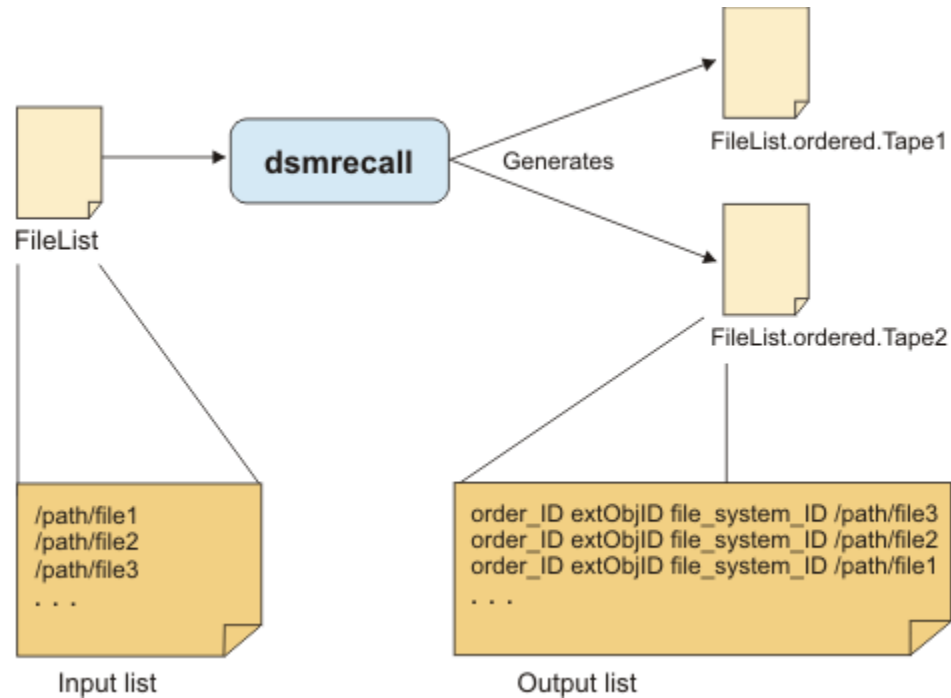 FileList.ordered.Tape1
dsmrecall
Generates
FileList
FileList.ordered.Tape2
/path/file1
/path/file2
/path/file3
. . .
order_ID extObjID file_system_ID /path/file3
order_ID extObjID file_system_ID /path/file2
order_ID extObjID file_system_ID /path/file1
. . .
Input list
Output list